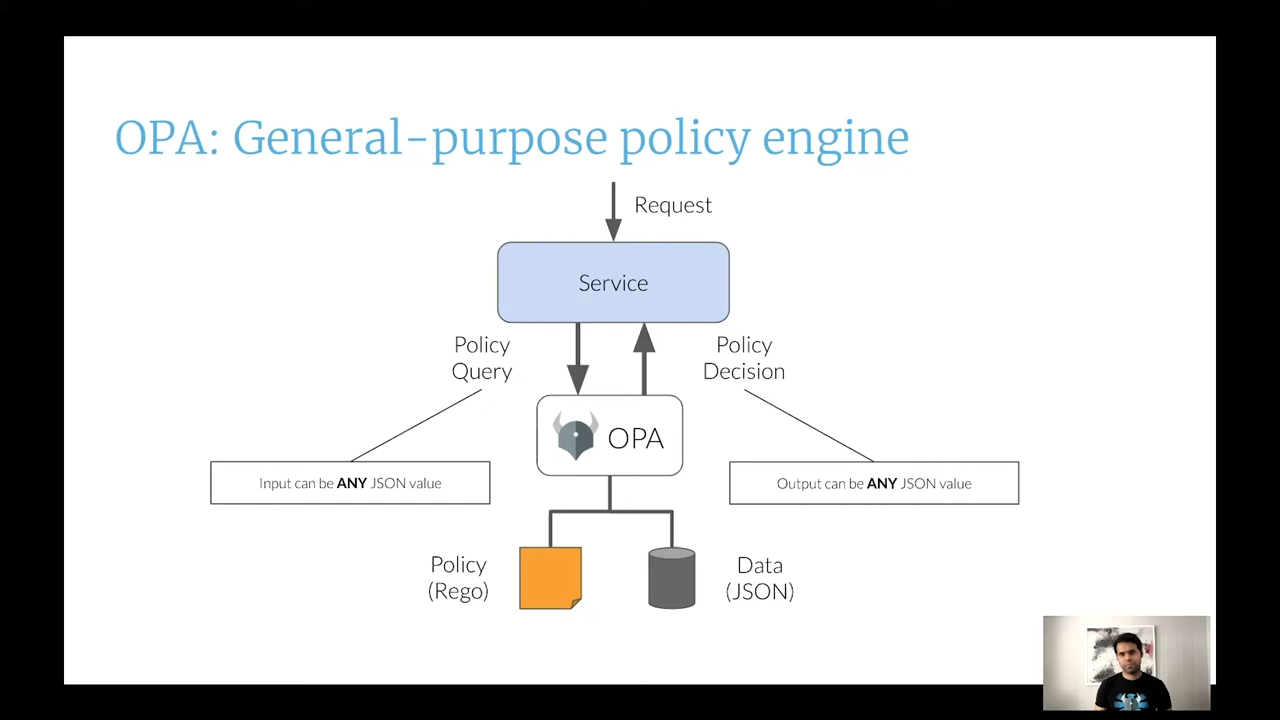 OPA: General-purpose policy engine
Request
Service
Policy
Query
Policy
Decision
OPA
Input can be ANY JSON value
Output can be ANY JSON value
Policy
(Rego)
Data
(JSON)